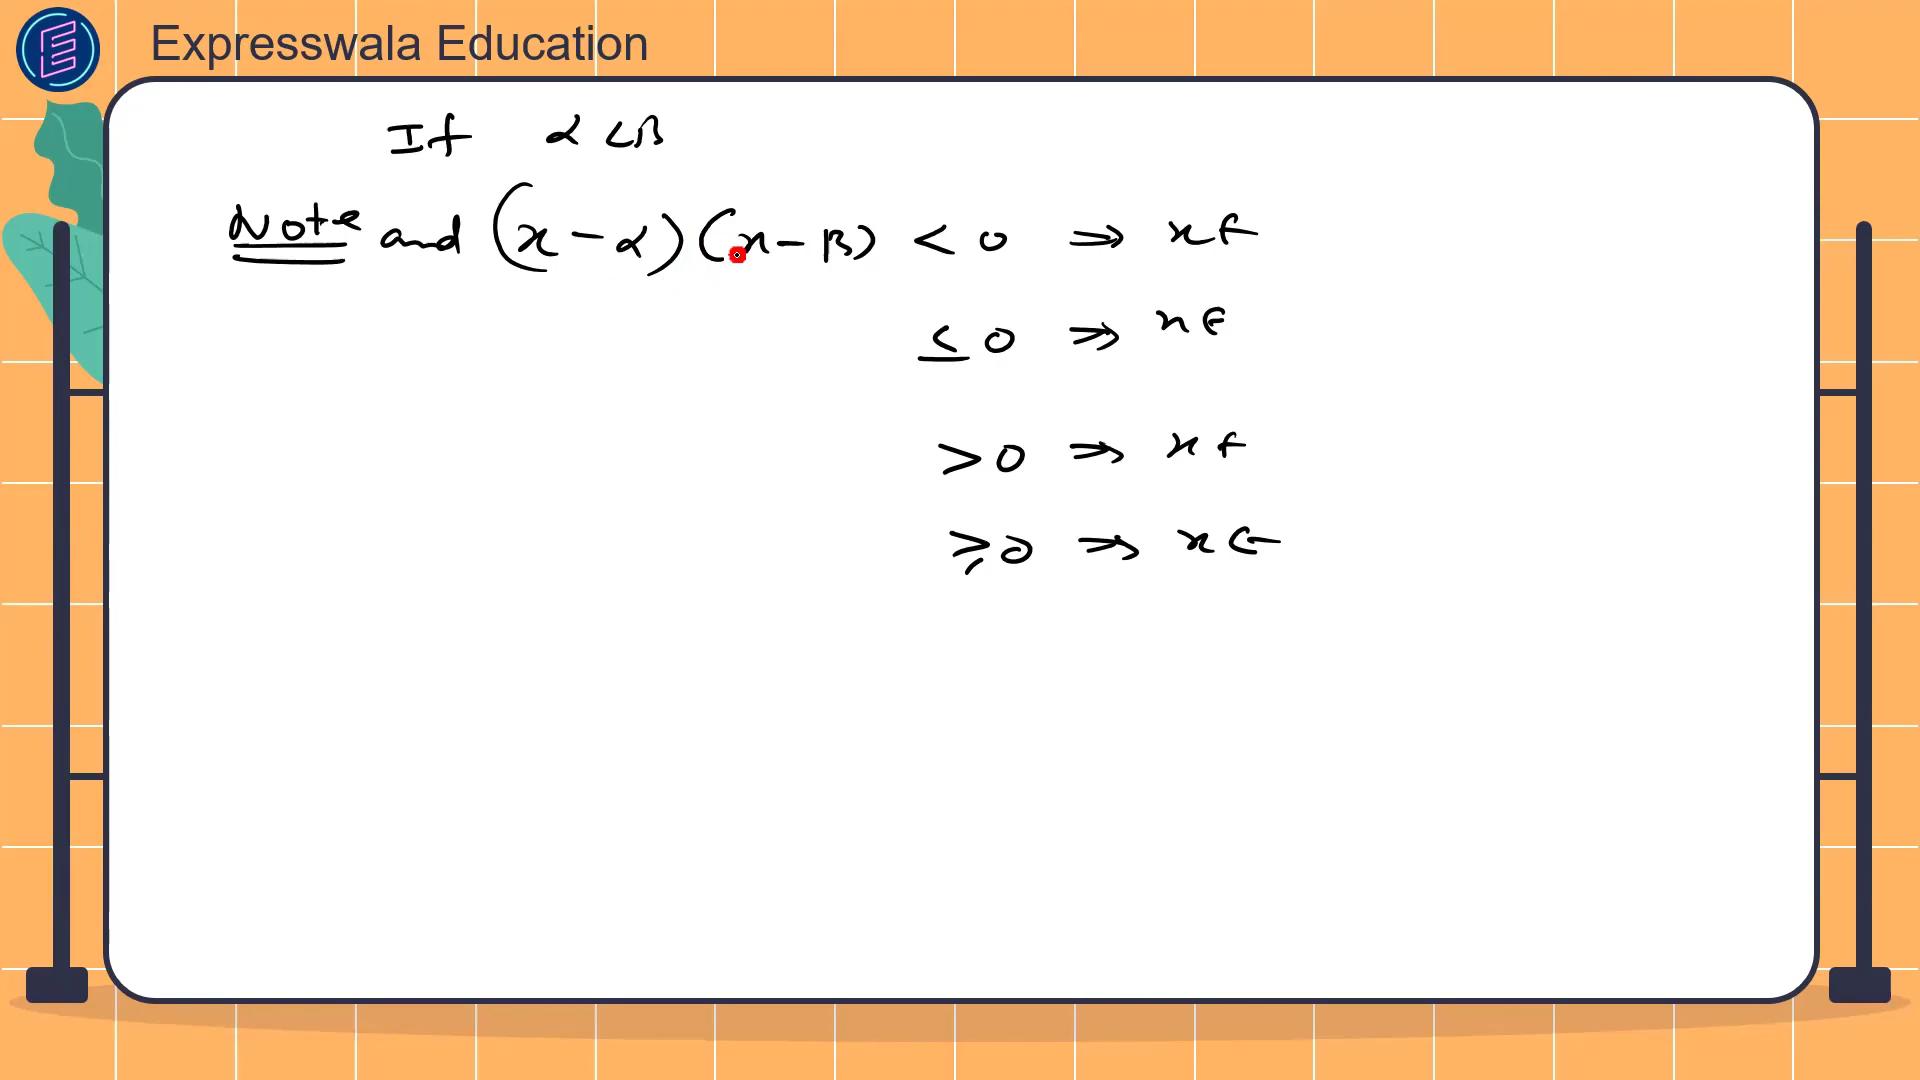 Expresswala Education
If α < β
Note and (x - α) (x - β) < 0 ⇒ x ∈
≤ 0 ⇒ x ∈
> 0 ⇒ x ∈
≥ 0 ⇒ x ∈